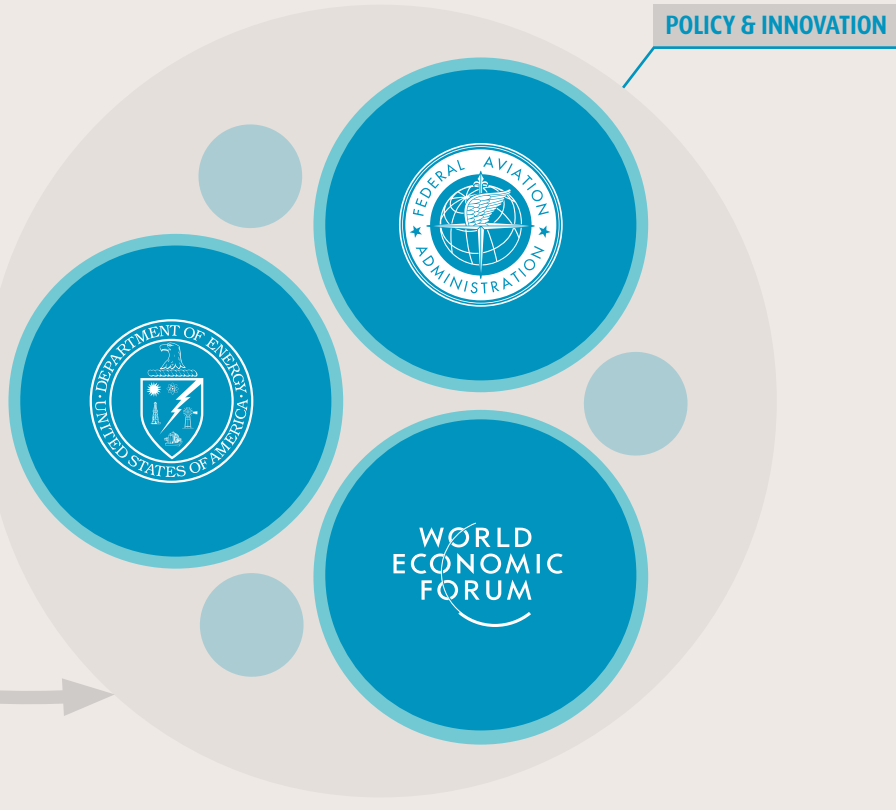 POLICY & INNOVATION
FEDERAL AVIATION
ADMINISTRATION
DEPARTMENT OF ENERGY
UNITED STATES OF AMERICA
WORLD
ECONOMIC
FORUM